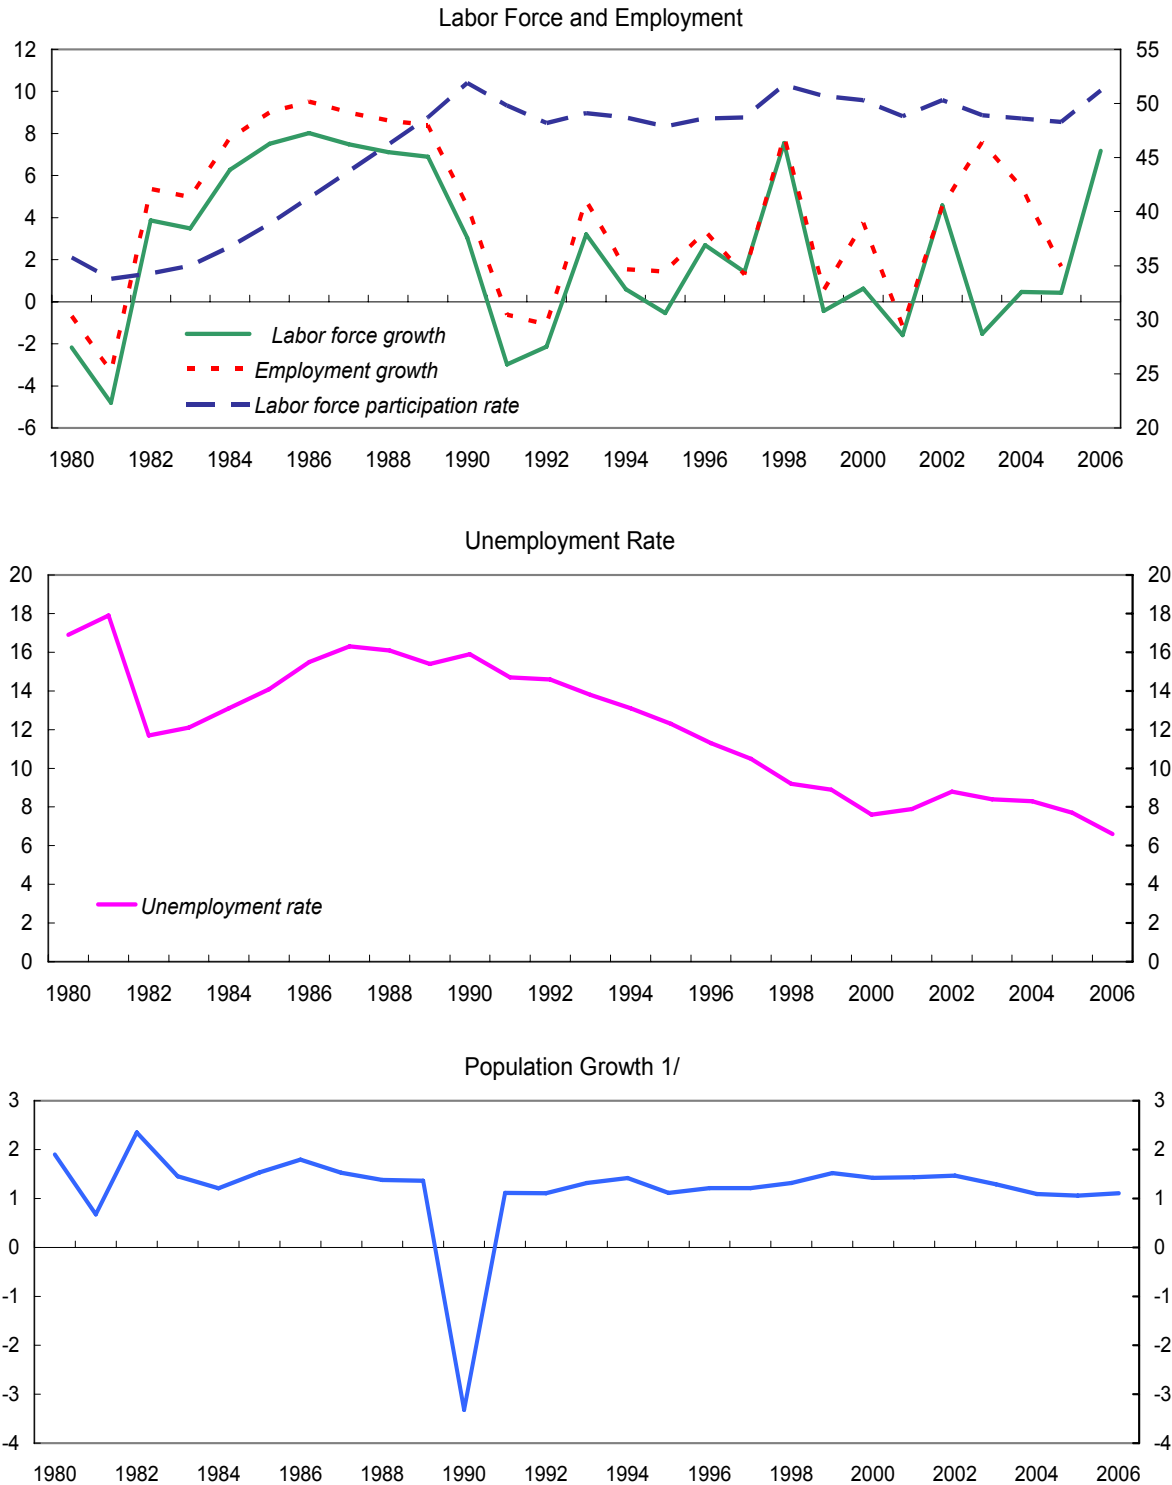 Labor Force and Employment
12 55
10 50
8 45
6 40
4 35
2 30
0 25
-2 20
-4
-6
Labor force growth
Employment growth
Labor force participation rate
1980 1982 1984 1986 1988 1990 1992 1994 1996 1998 2000 2002 2004 2006
Unemployment Rate
20 20
18 18
16 16
14 14
12 12
10 10
8 8
6 6
4 4
2 2
0 0
Unemployment rate
1980 1982 1984 1986 1988 1990 1992 1994 1996 1998 2000 2002 2004 2006
Population Growth 1/
3 3
2 2
1 1
0 0
-1 -1
-2 -2
-3 -3
-4 -4
1980 1982 1984 1986 1988 1990 1992 1994 1996 1998 2000 2002 2004 2006